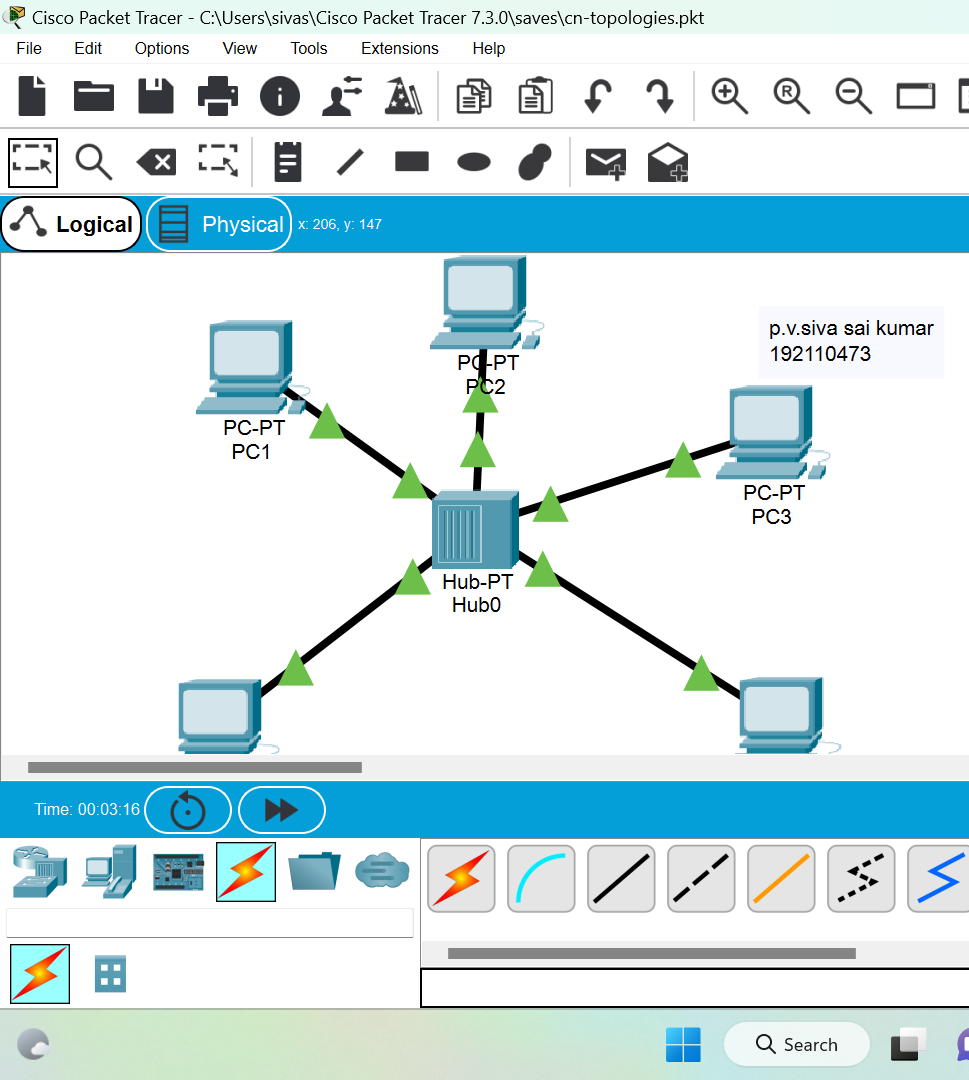 Cisco Packet Tracer - C:\Users\sivas\Cisco Packet Tracer 7.3.0\saves\cn-topologies.pkt
File Edit Options View Tools Extensions Help
R
Logical
Physical
x: 206, y: 147
PC-PT
PC2
p.v.siva sai kumar
192110473
PC-PT
PC1
PC-PT
PC3
Hub-PT
Hub0
Time: 00:03:16
Search